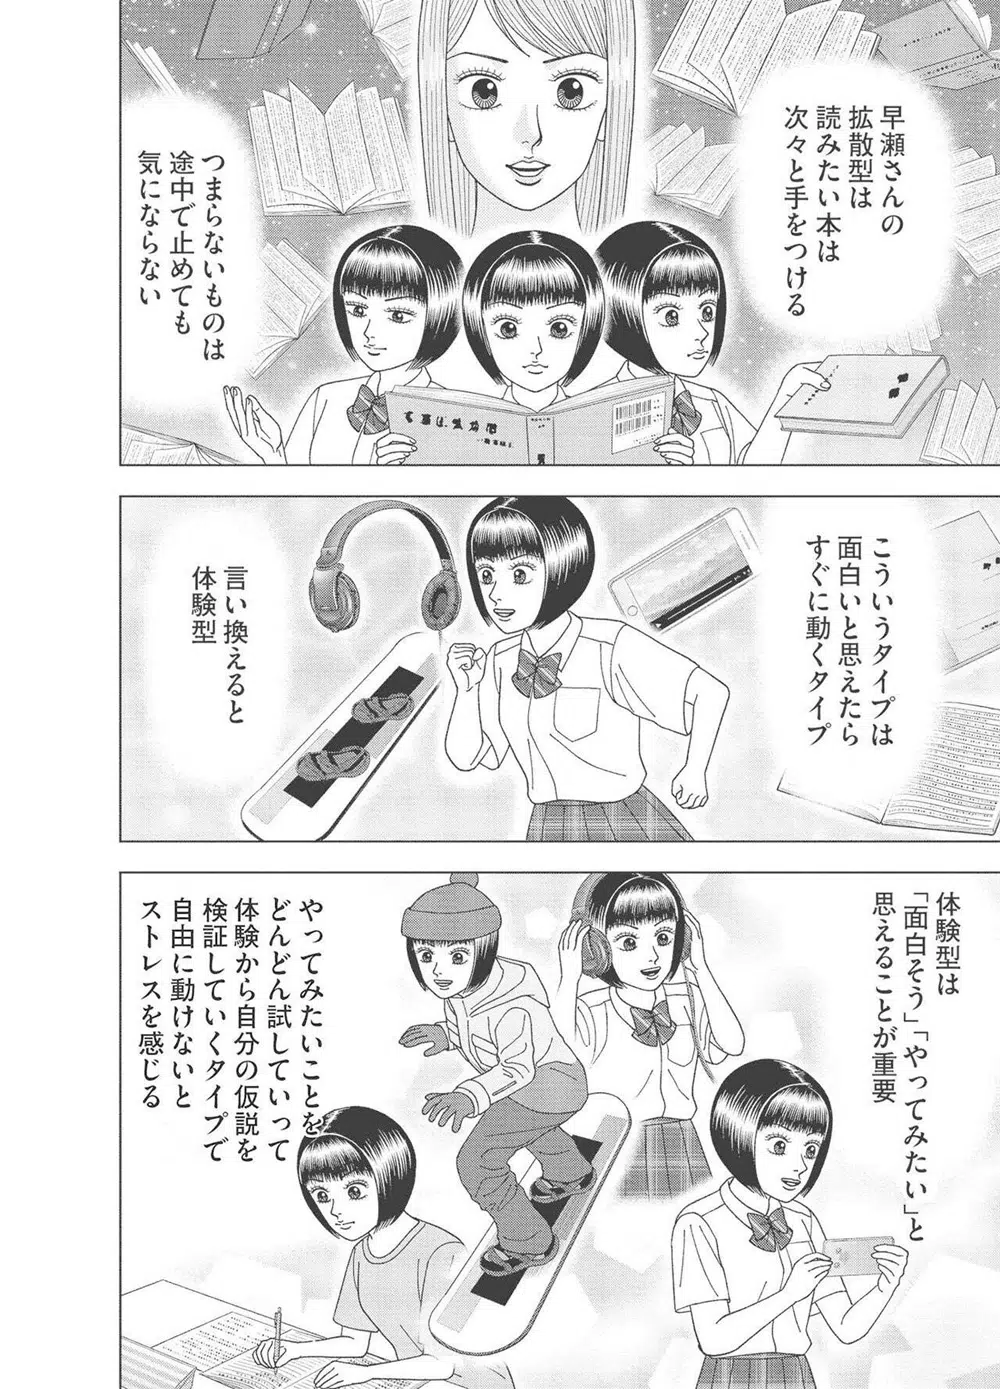 早瀬さんの
拡散型は
読みたい本は
次々と手をつける
つまらないものは
途中で止めても
気にならない
こういうタイプは
面白いと思えたら
すぐに動くタイプ
言い換えると
体験型
体験型は
「面白そう」「やってみたい」と
思えることが重要
やってみたいことを
どんどん試していって
体験から自分の仮説を
検証していくタイプで
自由に動けないと
ストレスを感じる